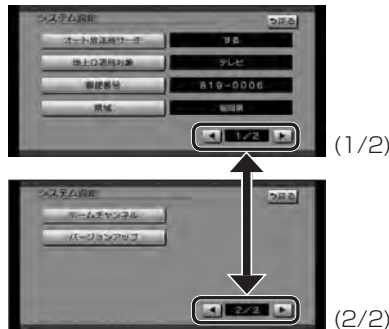 システム設定
戻る
オート放送局サーチ
する
地上D選局対象
テレビ
郵便番号
819-0006
県域
福岡県
1/2
(1/2)
システム設定
戻る
ホームチャンネル
バージョンアップ
2/2
(2/2)